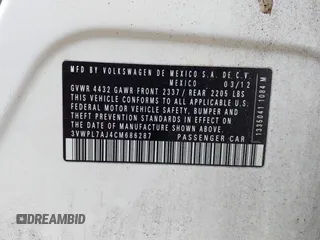 MFD BY VOLKSWAGEN DE MEXICO S.A. DE C.V.
MEXICO 03/12
GVWR 4432 GAWR FRONT 2337/ REAR 2205 LBS
THIS VEHICLE CONFORMS TO ALL APPLICABLE U.S.
FEDERAL MOTOR VEHICLE SAFETY, BUMPER AND
THEFT PREVENTION STANDARDS IN EFFECT ON THE
DATE OF MANUFACTURE SHOWN ABOVE
3VWPL7AJ4CM686287 PASSENGER CAR
1335041 1084 M
DREAMBID